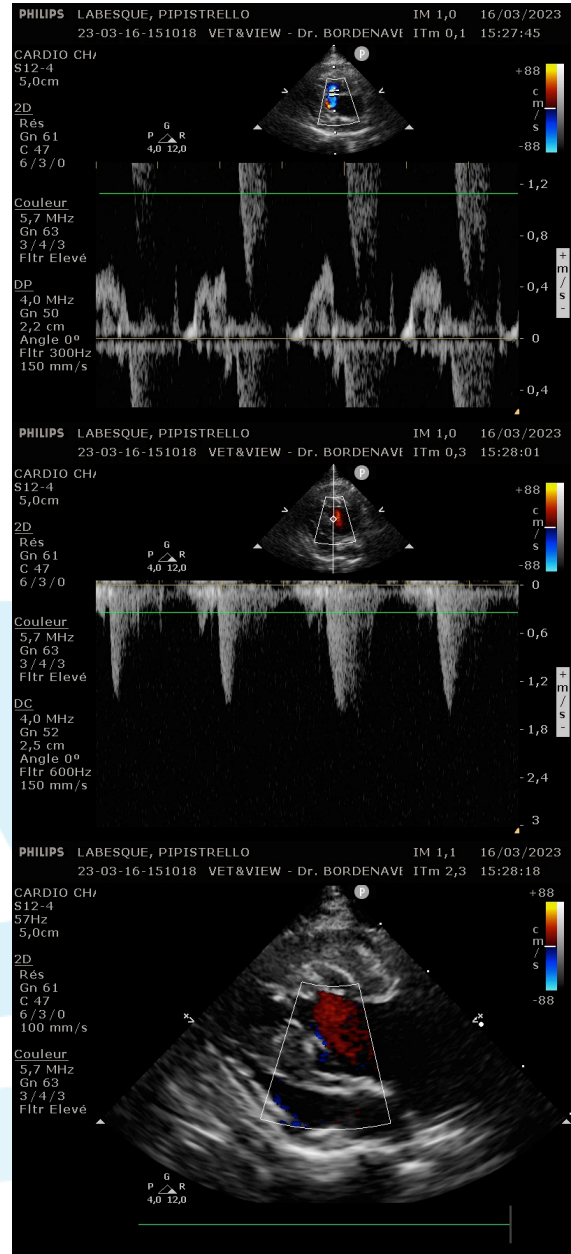 PHILIPS LABESQUE, PIPISTRELLO IM 1,0 16/03/2023
23-03-16-151018 VET&VIEW - Dr. BORDENAVE ITm 0,1 15:27:45
CARDIO CHA
S12-4
5,0cm
P
+88
c
m
/
s
-88
2D
Rés
Gn 61
C 47
6/3/0
G
P R
4,0 12,0
Couleur
5,7 MHz
Gn 63
3/4/3
Fltr Elevé
DP
4,0 MHz
Gn 50
2,2 cm
Angle 0°
Fltr 300Hz
150 mm/s
- 1,2
- 0,8
- 0,4
- 0
- 0,4
+
m
/
s
-
PHILIPS LABESQUE, PIPISTRELLO IM 1,0 16/03/2023
23-03-16-151018 VET&VIEW - Dr. BORDENAVE ITm 0,3 15:28:01
CARDIO CHA
S12-4
5,0cm
P
+88
c
m
/
s
-88
2D
Rés
Gn 61
C 47
6/3/0
G
P R
4,0 12,0
Couleur
5,7 MHz
Gn 63
3/4/3
Fltr Elevé
DC
4,0 MHz
Gn 52
2,5 cm
Angle 0°
Fltr 600Hz
150 mm/s
- 0
- 0,6
- 1,2
- 1,8
- 2,4
- 3
+
m
/
s
-
PHILIPS LABESQUE, PIPISTRELLO IM 1,1 16/03/2023
23-03-16-151018 VET&VIEW - Dr. BORDENAVE ITm 2,3 15:28:18
CARDIO CHA
S12-4
57Hz
5,0cm
P
+88
c
m
/
s
-88
2D
Rés
Gn 61
C 47
6/3/0
100 mm/s
Couleur
5,7 MHz
Gn 63
3/4/3
Fltr Elevé
G
P R
4,0 12,0